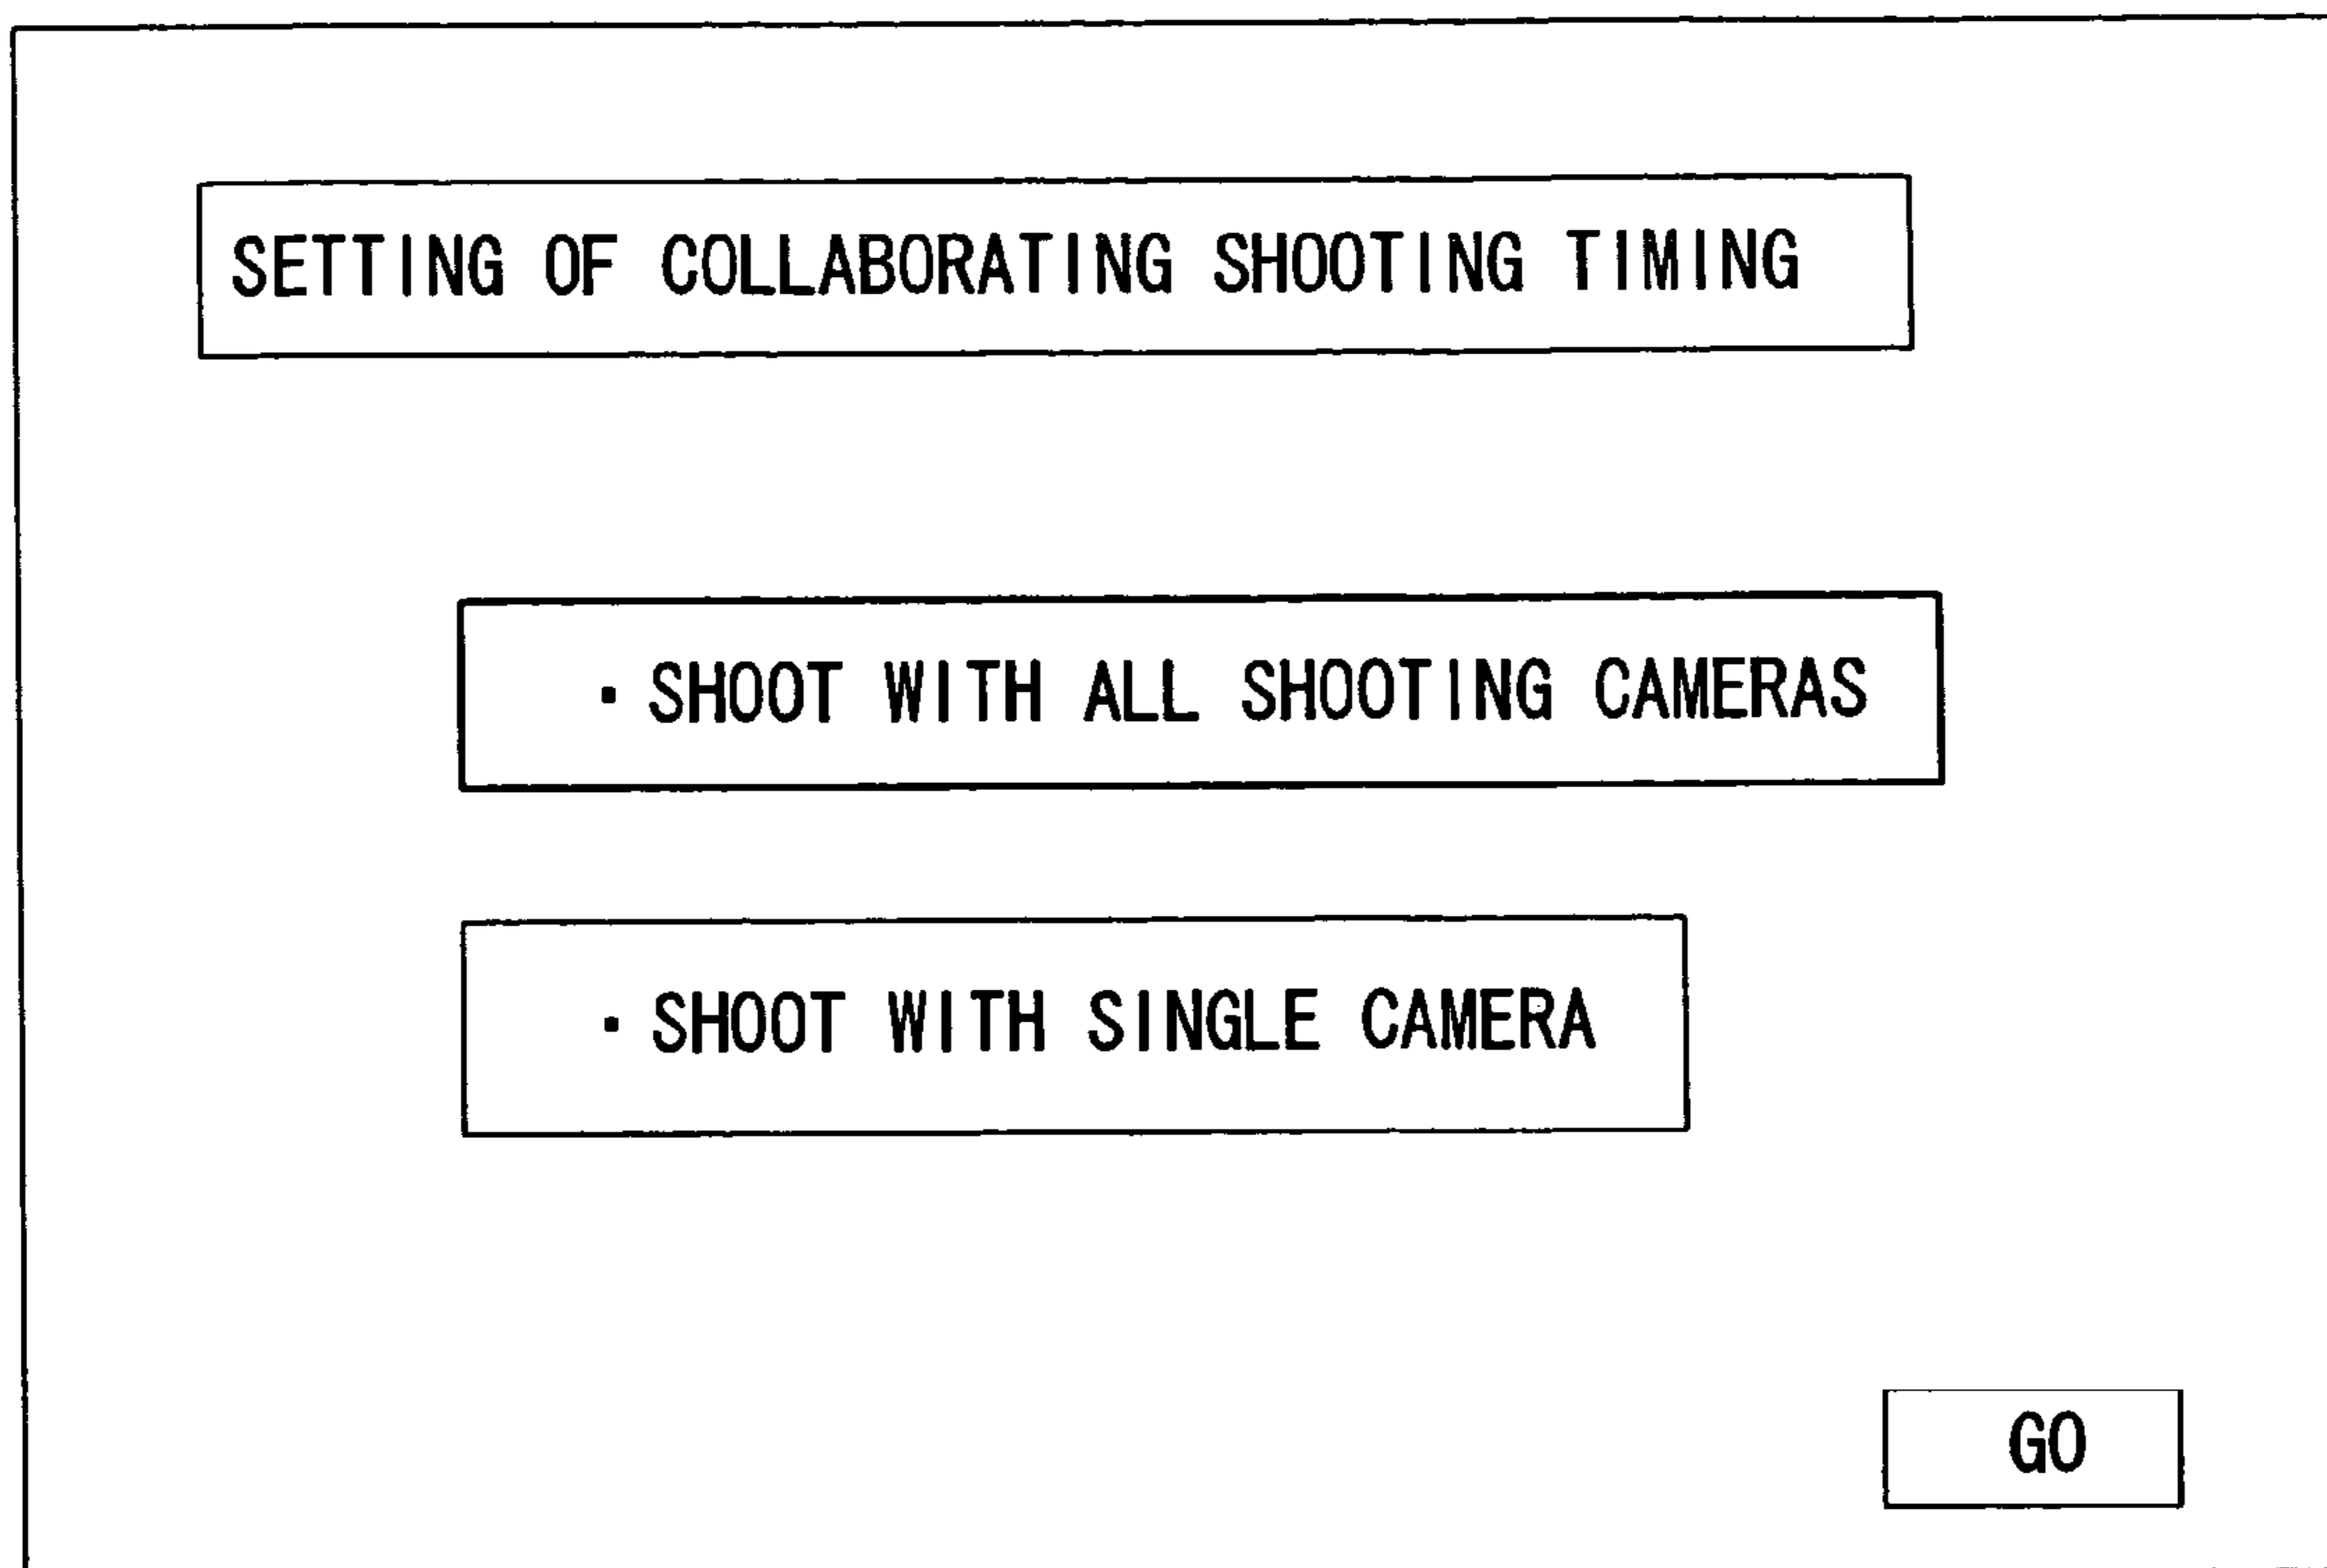 SETTING OF COLLABORATING SHOOTING TIMING
・SHOOT WITH ALL SHOOTING CAMERAS
・SHOOT WITH SINGLE CAMERA
GO